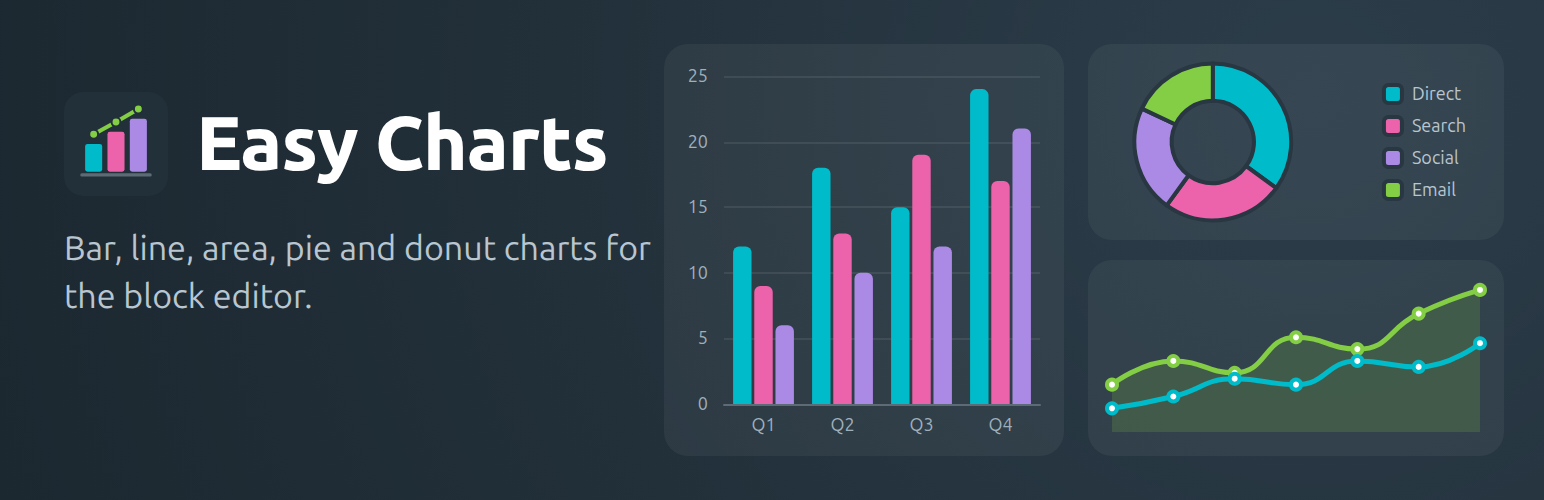 Easy Charts
Bar, line, area, pie and donut charts for
the block editor.
25
20
15
10
5
0
Q1 Q2 Q3 Q4
Direct
Search
Social
Email